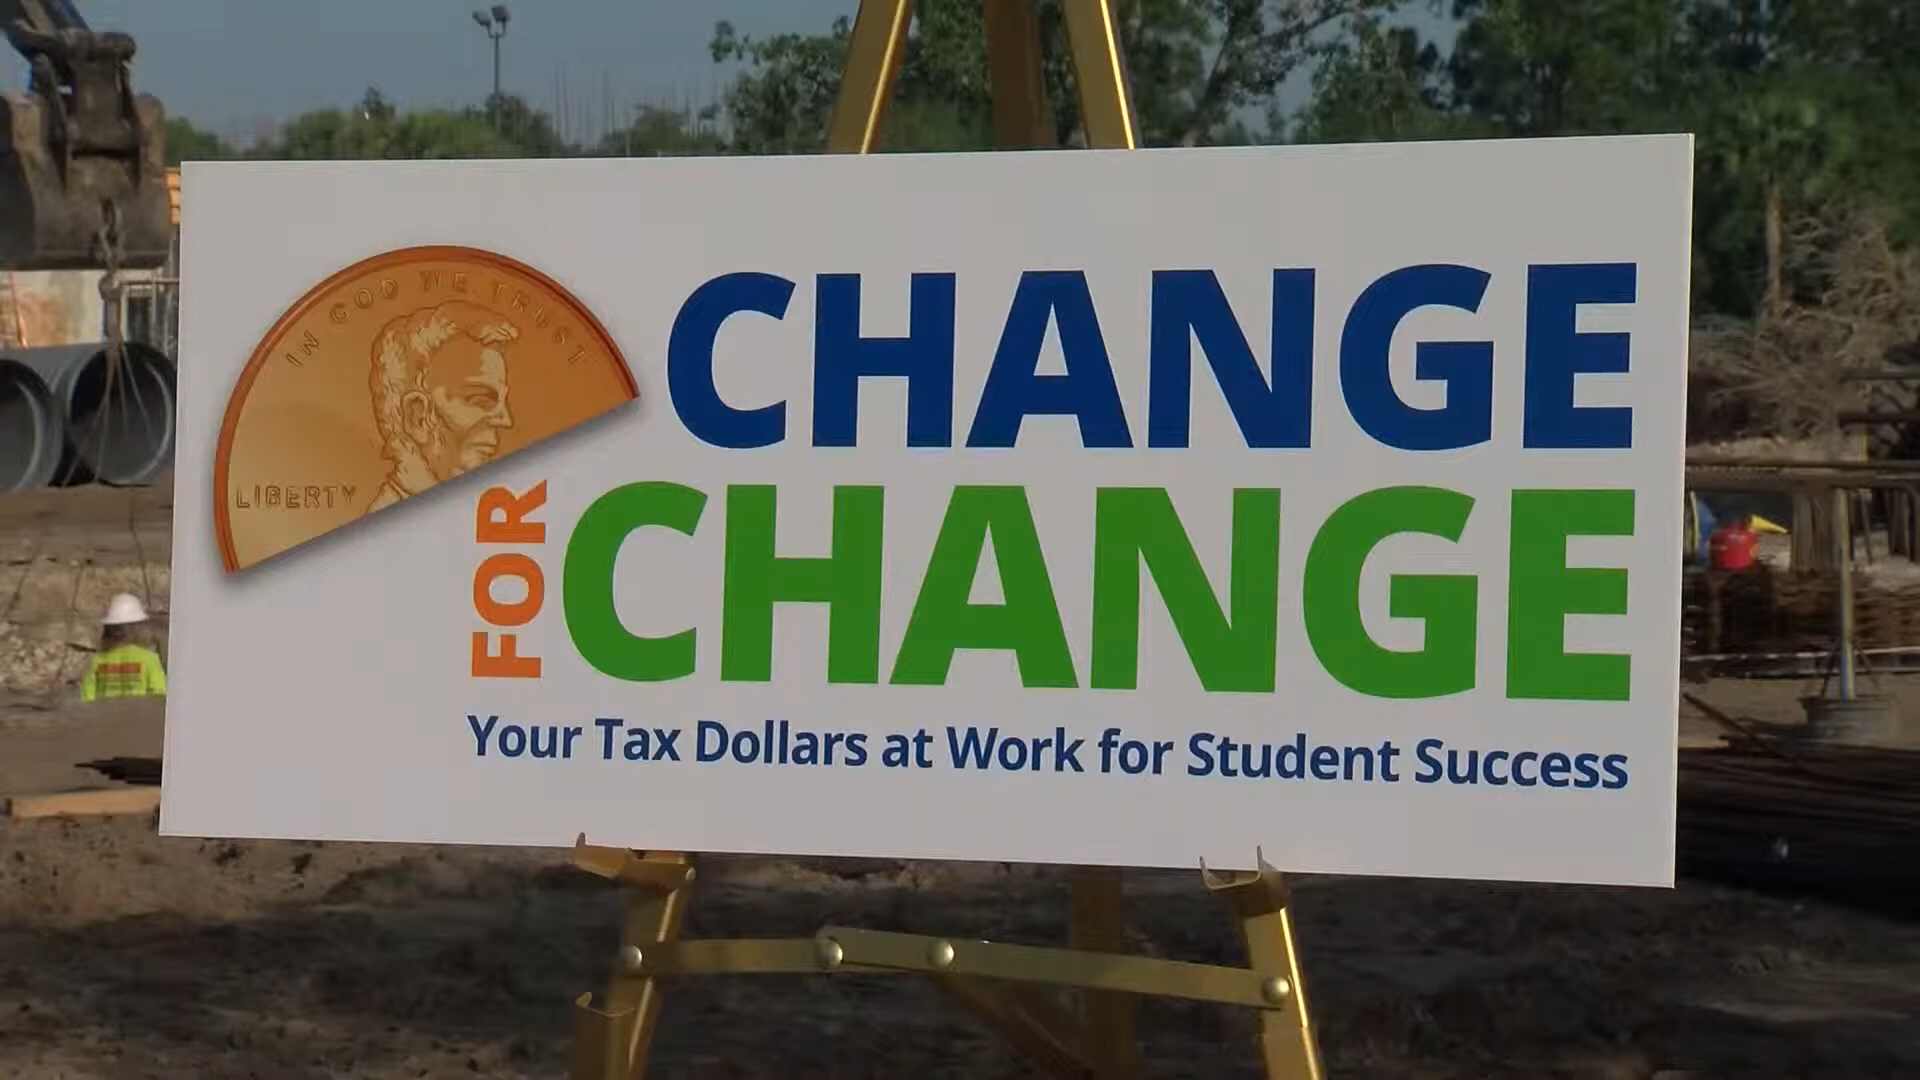 IN GOD WE TRUST
LIBERTY
CHANGE
FOR CHANGE
Your Tax Dollars at Work for Student Success